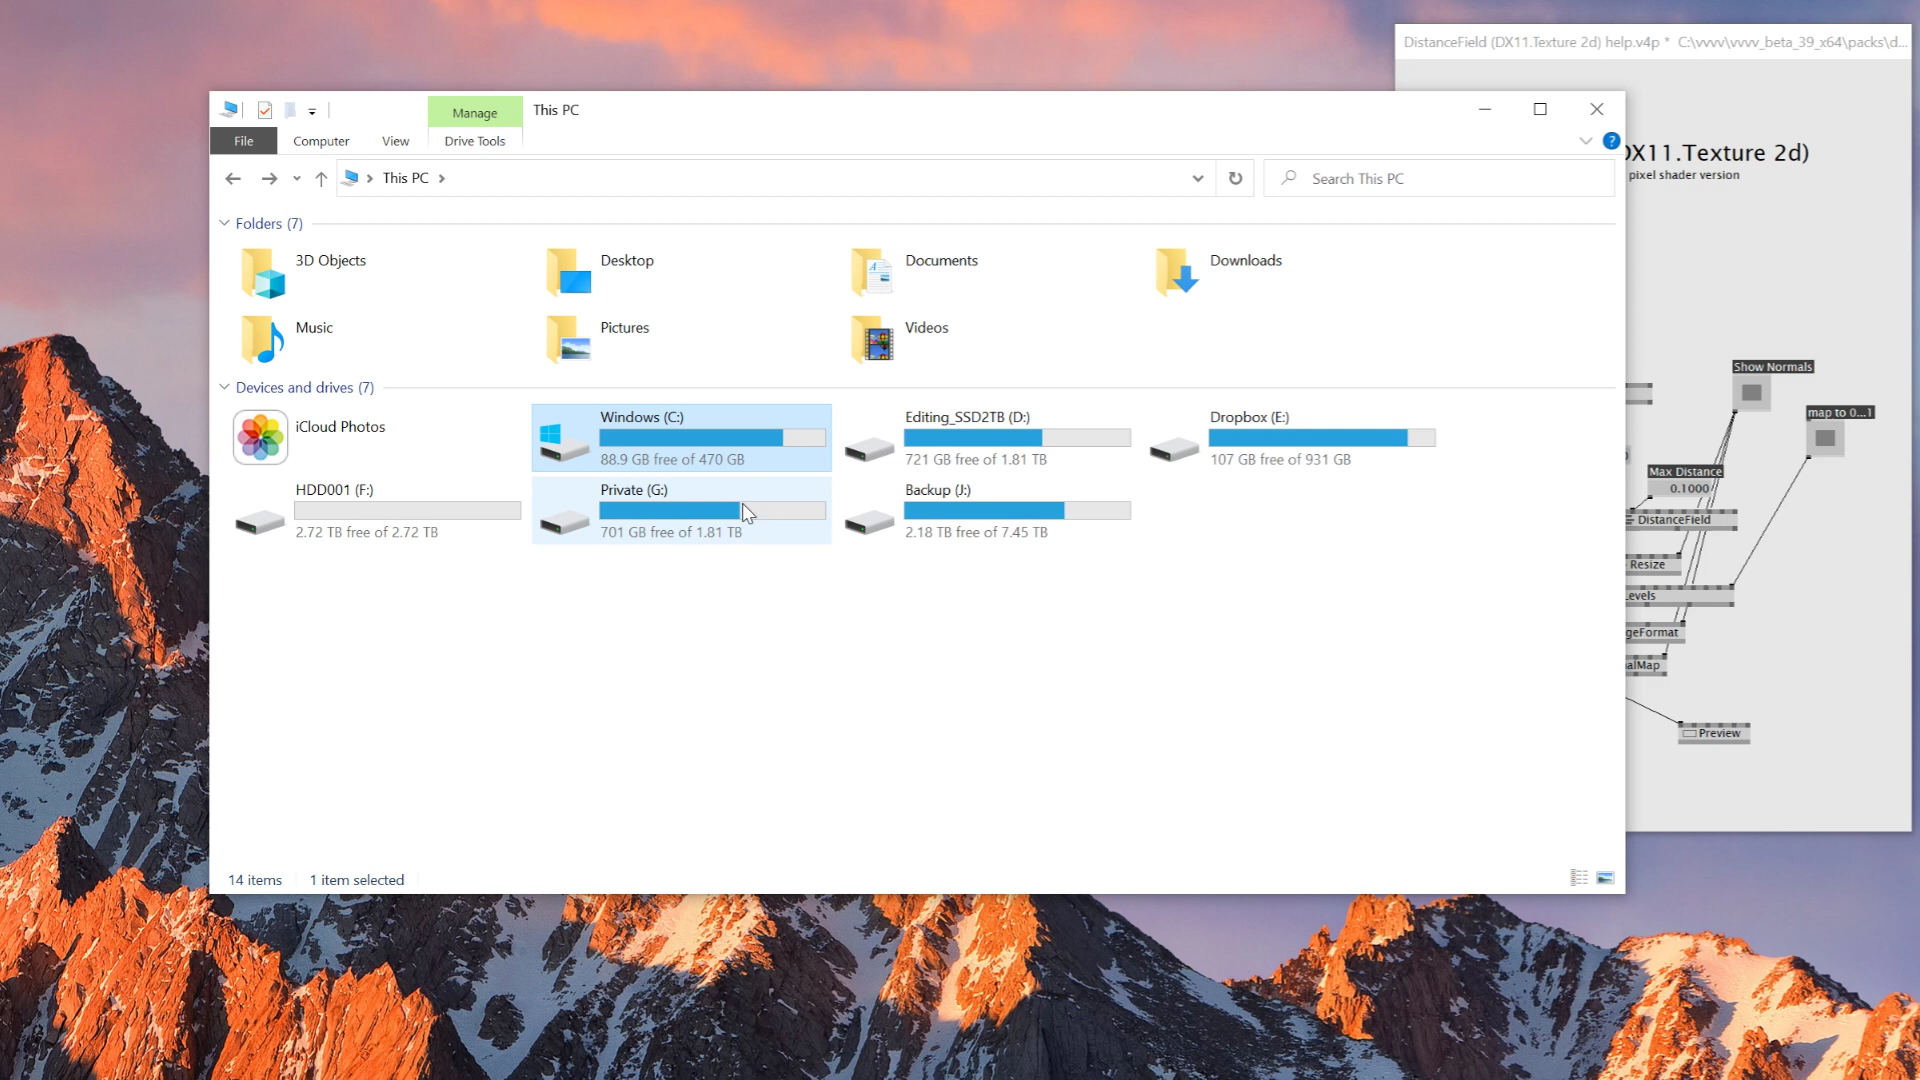 DistanceField (DX11.Texture 2d) help.v4p * C:\vvvv\vvvv_beta_39_x64\packs\d...
Manage
This PC
File
Computer
View
Drive Tools
?
This PC
Search This PC
DX11.Texture 2d)
pixel shader version
Folders (7)
3D Objects
Desktop
Documents
Downloads
Music
Pictures
Videos
Devices and drives (7)
iCloud Photos
Windows (C:)
88.9 GB free of 470 GB
Editing_SSD2TB (D:)
721 GB free of 1.81 TB
Dropbox (E:)
107 GB free of 931 GB
HDD001 (F:)
2.72 TB free of 2.72 TB
Private (G:)
701 GB free of 1.81 TB
Backup (J:)
2.18 TB free of 7.45 TB
Show Normals
map to 0...1
Max Distance
0.1000
DistanceField
Resize
Levels
geFormat
alMap
Preview
14 items
1 item selected